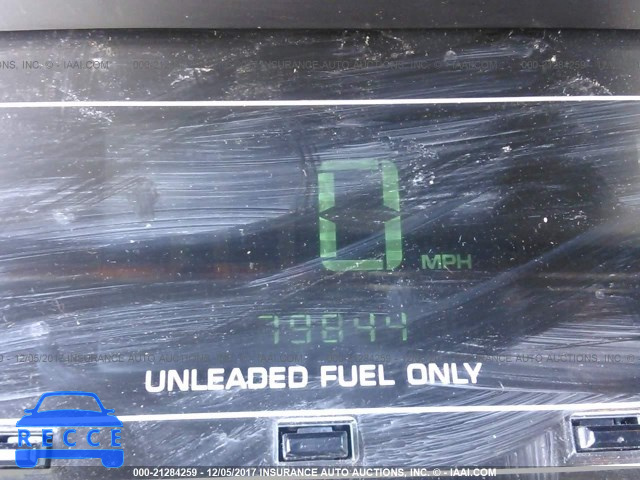 0 MPH
79844
UNLEADED FUEL ONLY
RECCE
000-21284259 - 12/05/2017 INSURANCE AUTO AUCTIONS, INC. © - IAAI.COM